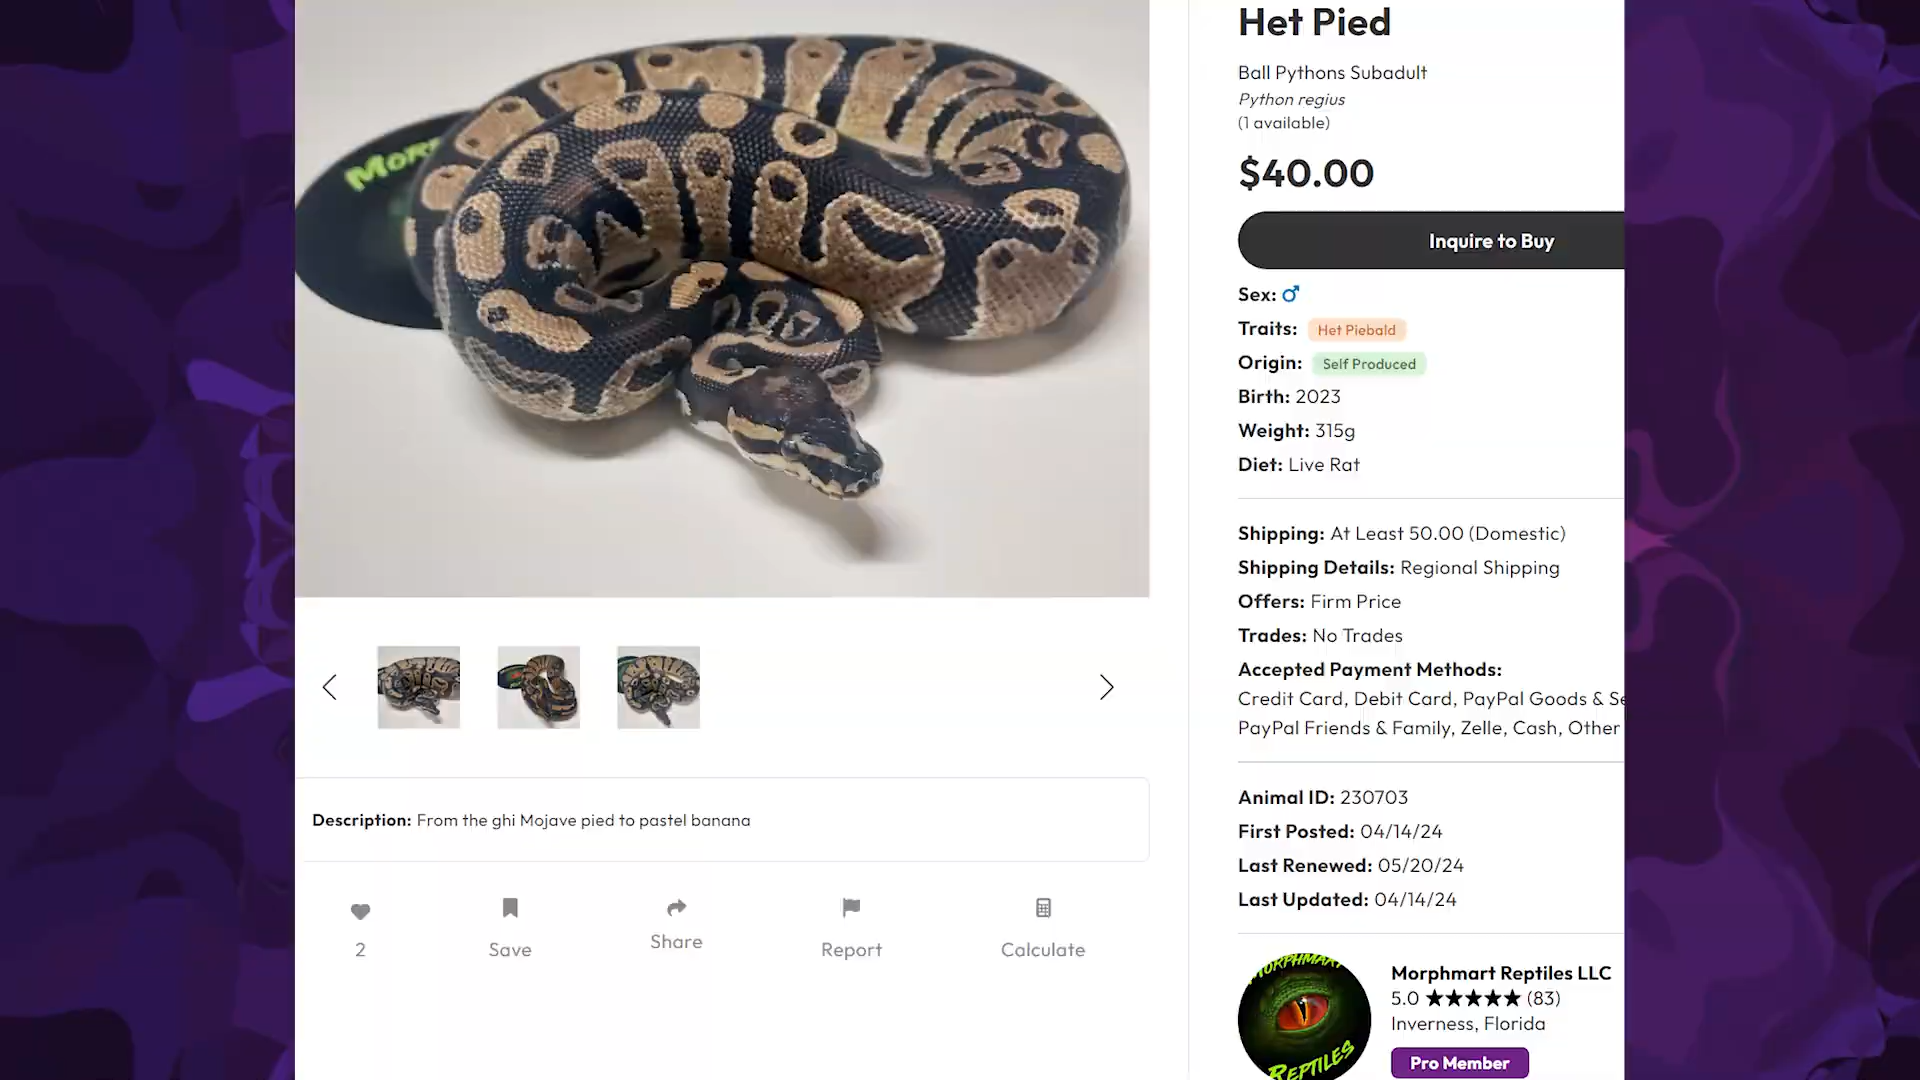 Het Pied
Ball Pythons Subadult
Python regius
(1 available)
$40.00
Inquire to Buy
Sex:
Traits: Het Piebald
Origin: Self Produced
Birth: 2023
Weight: 315g
Diet: Live Rat
Shipping: At Least 50.00 (Domestic)
Shipping Details: Regional Shipping
Offers: Firm Price
Trades: No Trades
Accepted Payment Methods:
Credit Card, Debit Card, PayPal Goods &
PayPal Friends & Family, Zelle, Cash, Other
Animal ID: 230703
First Posted: 04/14/24
Last Renewed: 05/20/24
Last Updated: 04/14/24
MORPHMART
REPTILES
Morphmart Reptiles LLC
5.0 ★★★★★ (83)
Inverness, Florida
Pro Member
Description: From the ghi Mojave pied to pastel banana
2
Save
Share
Report
Calculate